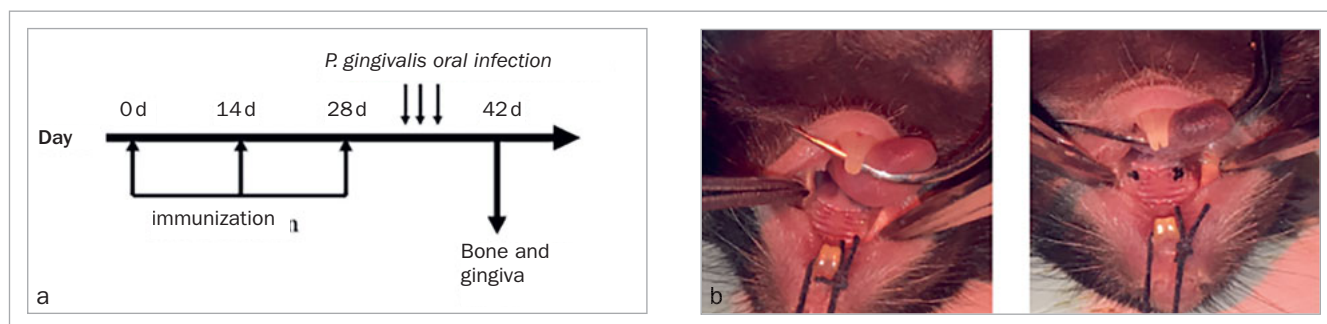 P. gingivalis oral infection
0 d 14 d 28 d 42 d
Day
immunization n
Bone and
gingiva
a
b